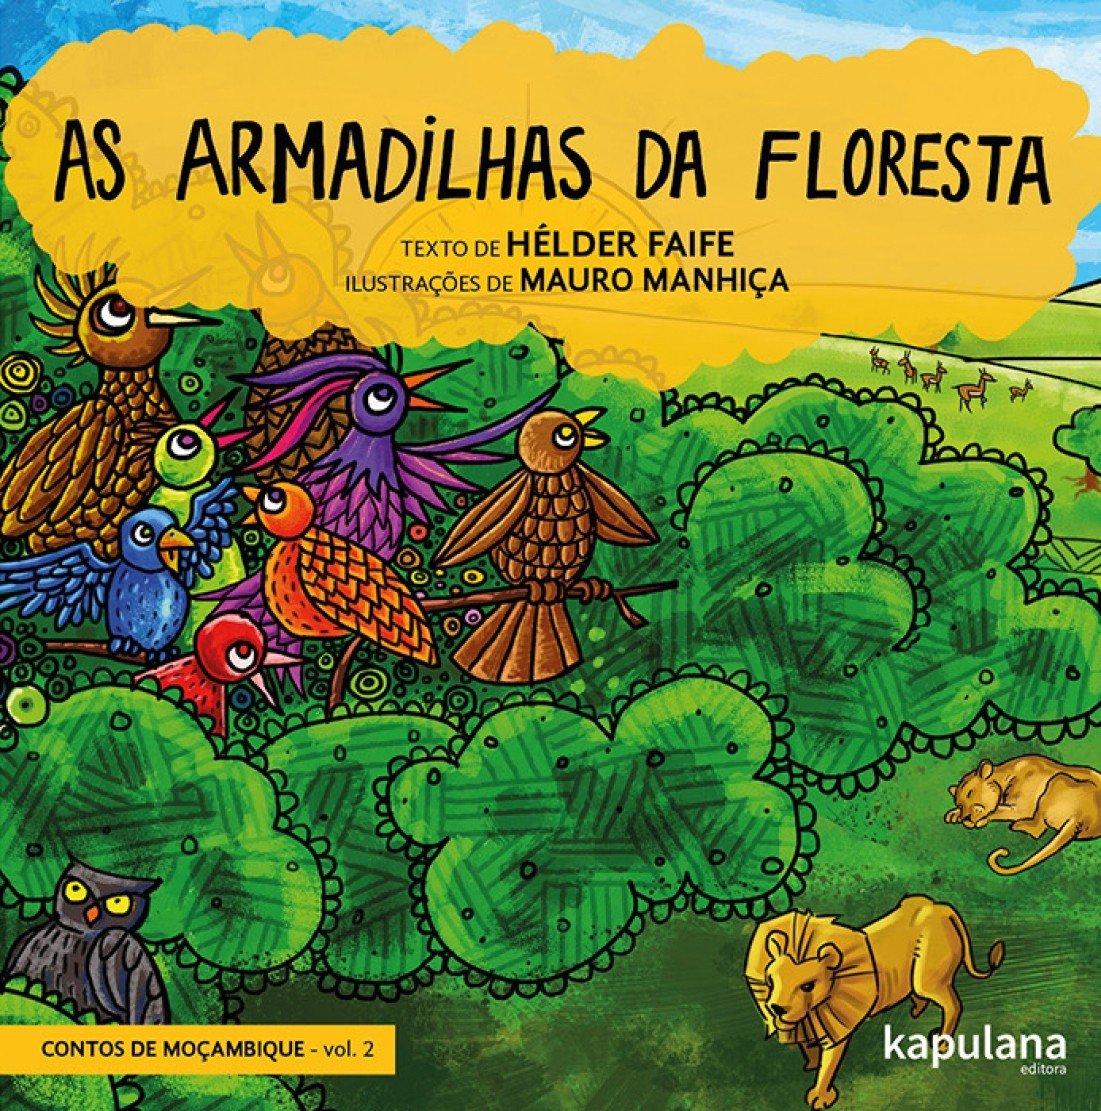 AS ARMADILHAS DA FLORESTA
TEXTO DE HÉLDER FAIFE
ILUSTRAÇÕES DE MAURO MANHIÇA
CONTOS DE MOÇAMBIQUE - vol. 2
kapulana
editora